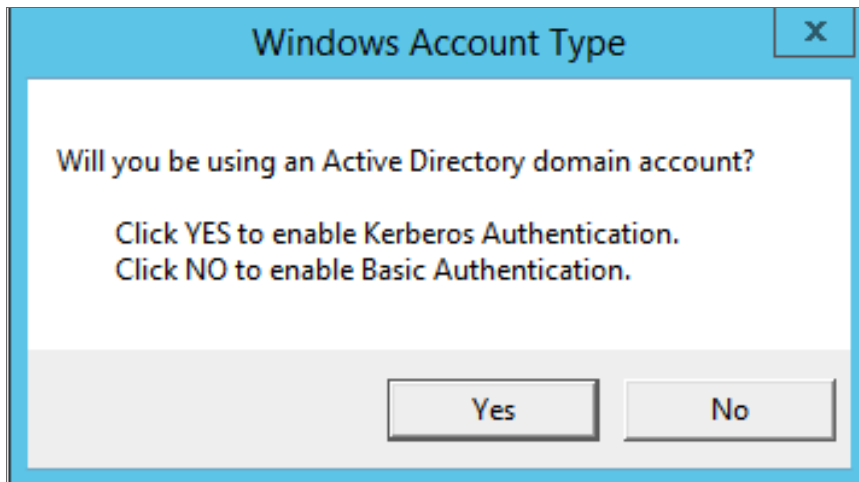 Windows Account Type
x
Will you be using an Active Directory domain account?
Click YES to enable Kerberos Authentication.
Click NO to enable Basic Authentication.
Yes
No